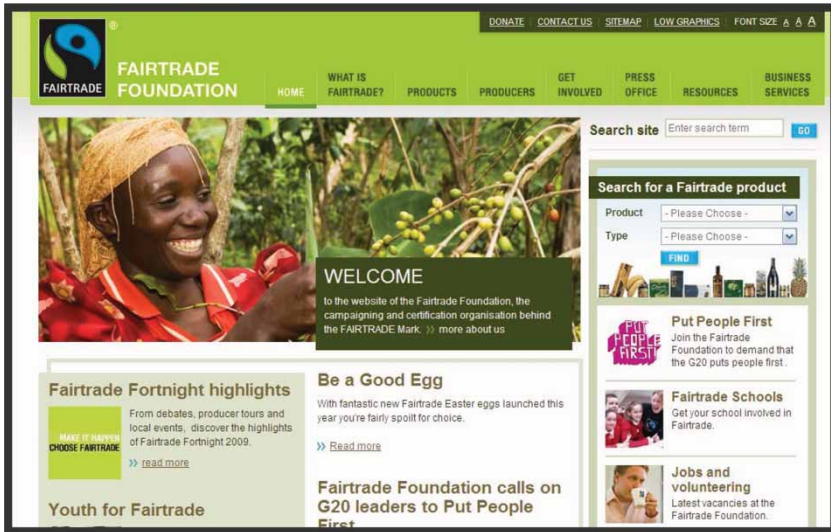 DONATE CONTACT US SITEMAP LOW GRAPHICS FONT SIZE A A A
FAIRTRADE
®
FAIRTRADE
FOUNDATION
HOME
WHAT IS
FAIRTRADE?
PRODUCTS
PRODUCERS
GET
INVOLVED
PRESS
OFFICE
RESOURCES
BUSINESS
SERVICES
Search site Enter search term GO
WELCOME
to the website of the Fairtrade Foundation, the
campaigning and certification organisation behind
the FAIRTRADE Mark. » more about us
Search for a Fairtrade product
Product - Please Choose -
Type - Please Choose -
FIND
Fairtrade Fortnight highlights
MAKE IT HAPPEN
CHOOSE FAIRTRADE
From debates, producer tours and
local events, discover the highlights
of Fairtrade Fortnight 2009.
» read more
Youth for Fairtrade
Be a Good Egg
With fantastic new Fairtrade Easter eggs launched this
year you're fairly spoilt for choice.
» Read more
Fairtrade Foundation calls on
G20 leaders to Put People
First
PUT
PEOPLE
FIRST
Put People First
Join the Fairtrade
Foundation to demand that
the G20 puts people first .
Fairtrade Schools
Get your school involved in
Fairtrade.
Jobs and
volunteering
Latest vacancies at the
Fairtrade Foundation.